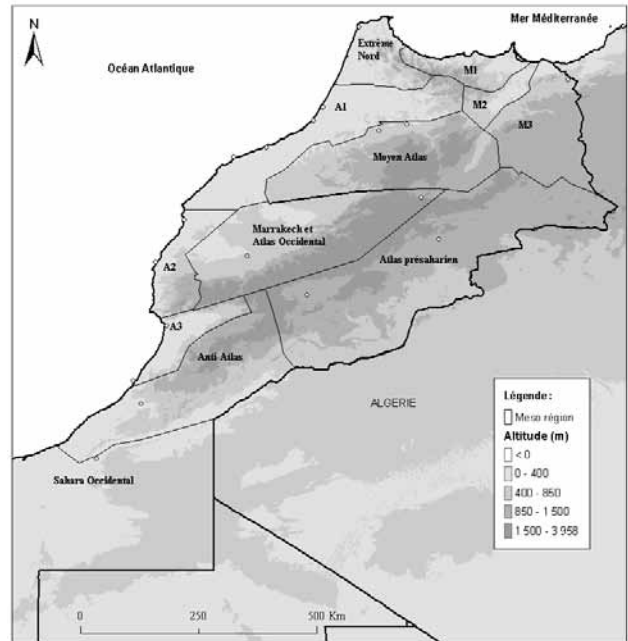 N
Mer Méditerranée
Océan Atlantique
Extrême
Nord
M1
A1
M2
M3
Moyen Atlas
Marrakech et
Atlas Occidental
A2
Atlas présaharien
A3
Anti-Atlas
ALGERIE
Sahara Occidental
Légende :
Meso région
Altitude (m)
< 0
0 - 400
400 - 850
850 - 1 500
1 500 - 3 958
0
250
500 Km